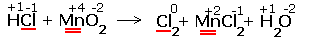 +1 -1 +4 -2 0 +2 -1 +1 -2
HCl + MnO₂ → Cl₂ + MnCl₂ + H₂O